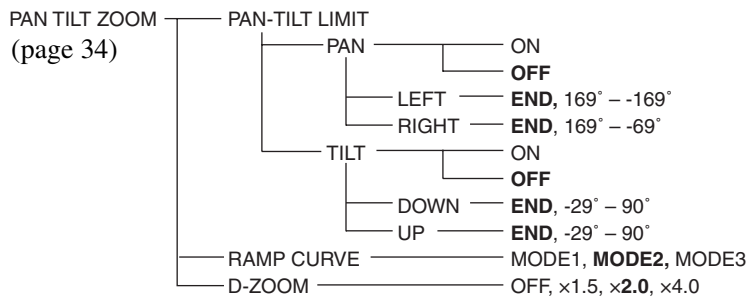 PAN TILT ZOOM PAN-TILT LIMIT
(page 34) PAN ON
OFF
LEFT END, 169° – -169°
RIGHT END, 169° – -69°
TILT ON
OFF
DOWN END, -29° – 90°
UP END, -29° – 90°
RAMP CURVE MODE1, MODE2, MODE3
D-ZOOM OFF, ×1.5, ×2.0, ×4.0